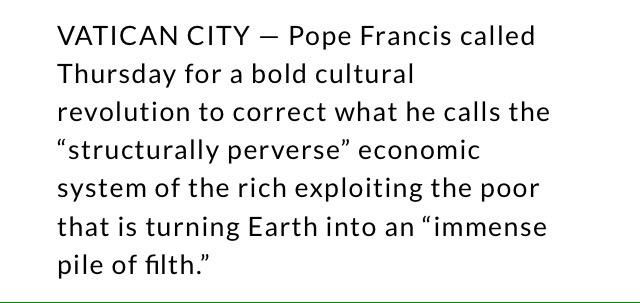 VATICAN CITY — Pope Francis called
Thursday for a bold cultural
revolution to correct what he calls the
“structurally perverse” economic
system of the rich exploiting the poor
that is turning Earth into an “immense
pile of filth.”